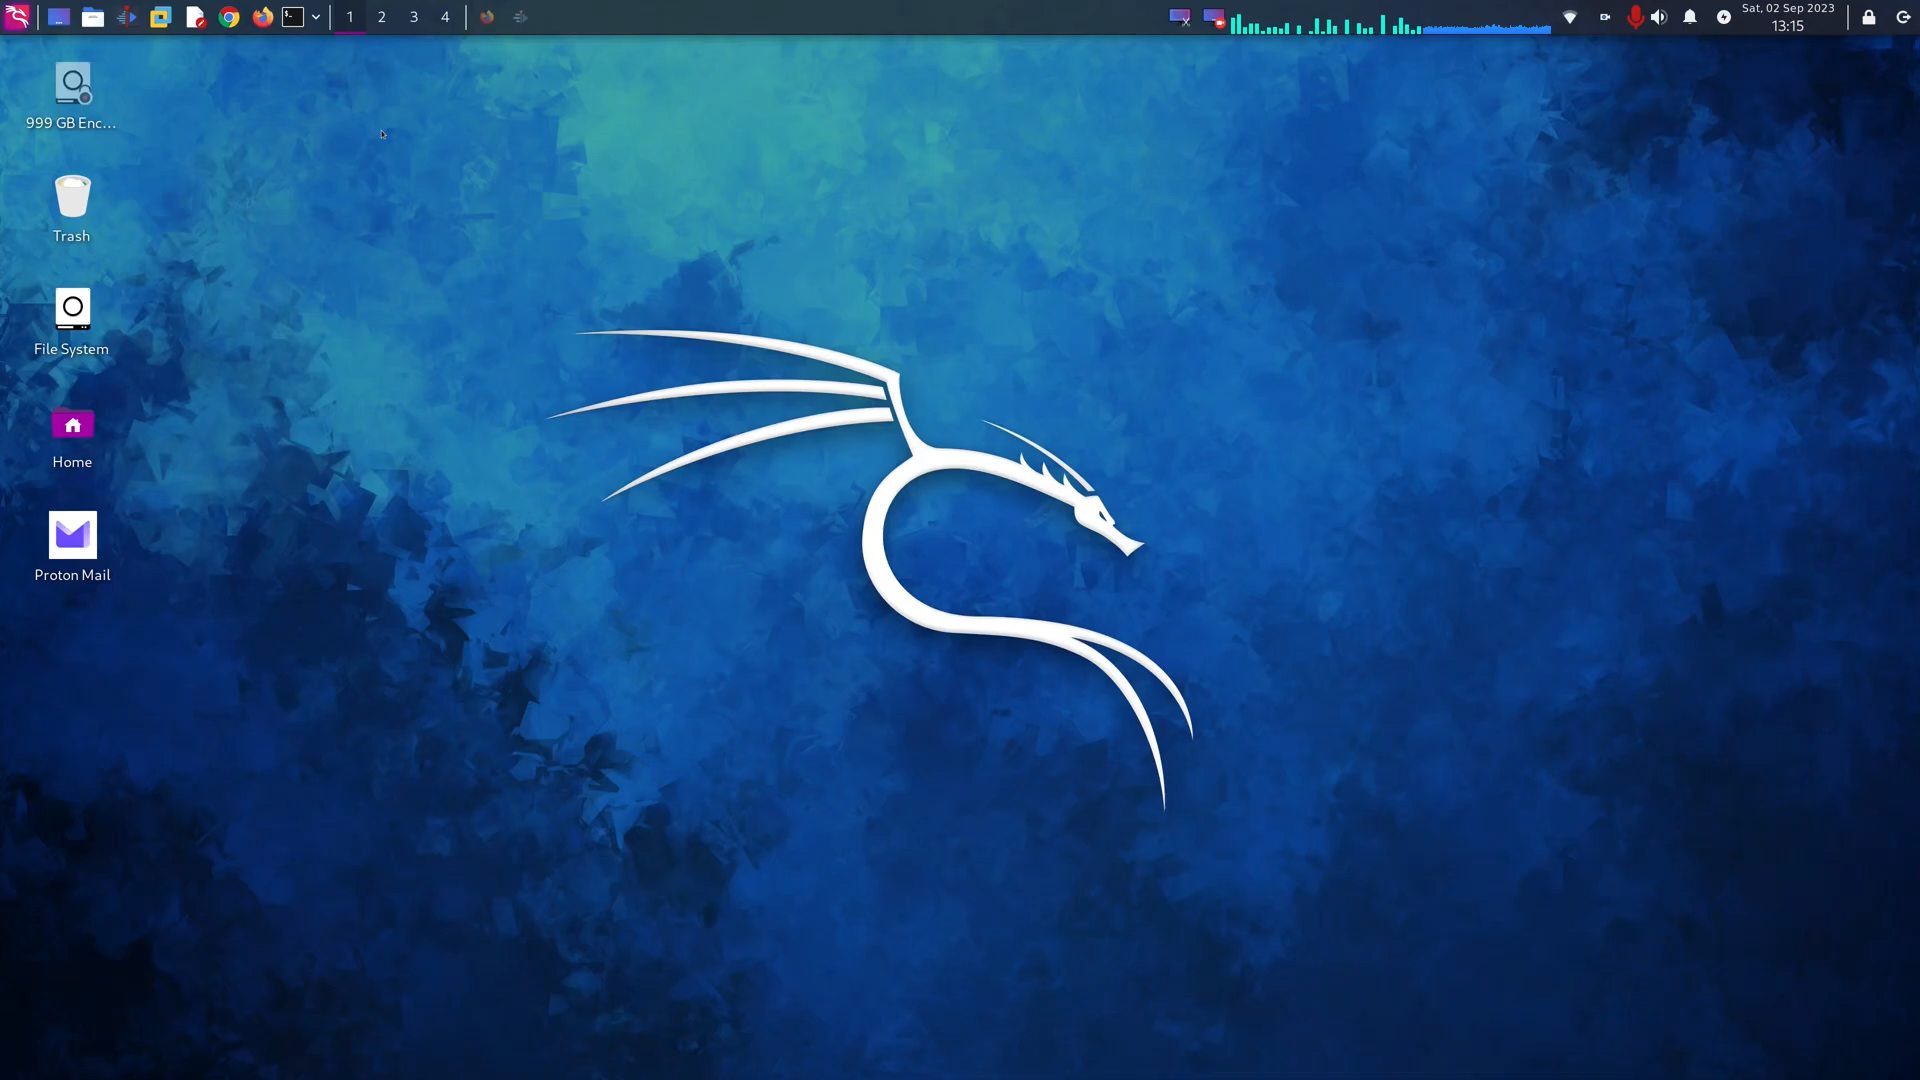 1 2 3 4
Sat, 02 Sep 2023
13:15
999 GB Enc...
Trash
File System
Home
Proton Mail